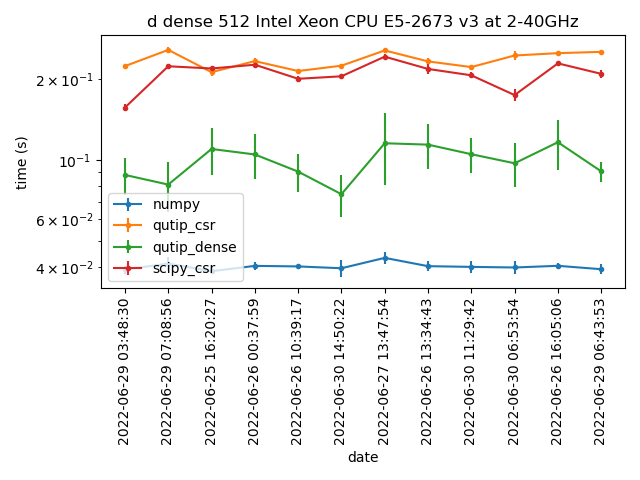 d dense 512 Intel Xeon CPU E5-2673 v3 at 2-40GHz
time (s)
2 × 10⁻¹
10⁻¹
6 × 10⁻²
4 × 10⁻²
numpy
qutip_csr
qutip_dense
scipy_csr
2022-06-29 03:48:30
2022-06-29 07:08:56
2022-06-25 16:20:27
2022-06-26 00:37:59
2022-06-26 10:39:17
2022-06-30 14:50:22
2022-06-27 13:47:54
2022-06-26 13:34:43
2022-06-30 11:29:42
2022-06-30 06:53:54
2022-06-26 16:05:06
2022-06-29 06:43:53
date